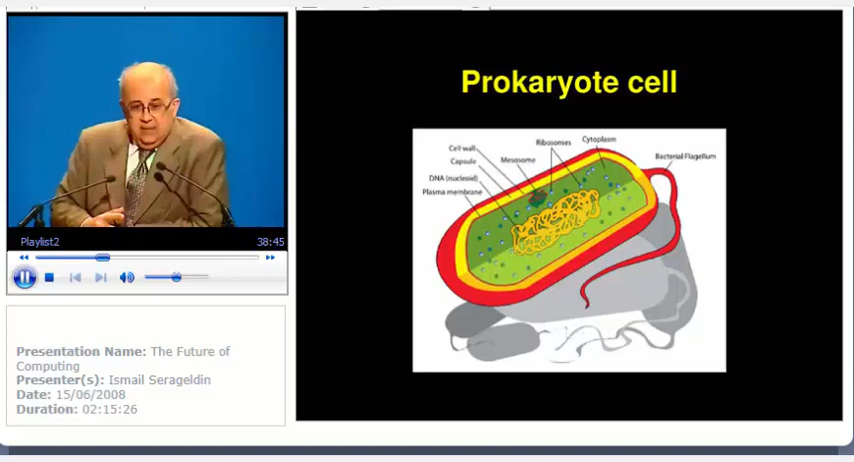 Playlist2
38:45
Presentation Name: The Future of
Computing
Presenter(s): Ismail Serageldin
Date: 15/06/2008
Duration: 02:15:26
Prokaryote cell
Cell wall
Capsule
Mesosome
Ribosomes
Cytoplasm
Bacterial Flagellum
DNA (nucleoid)
Plasma membrane